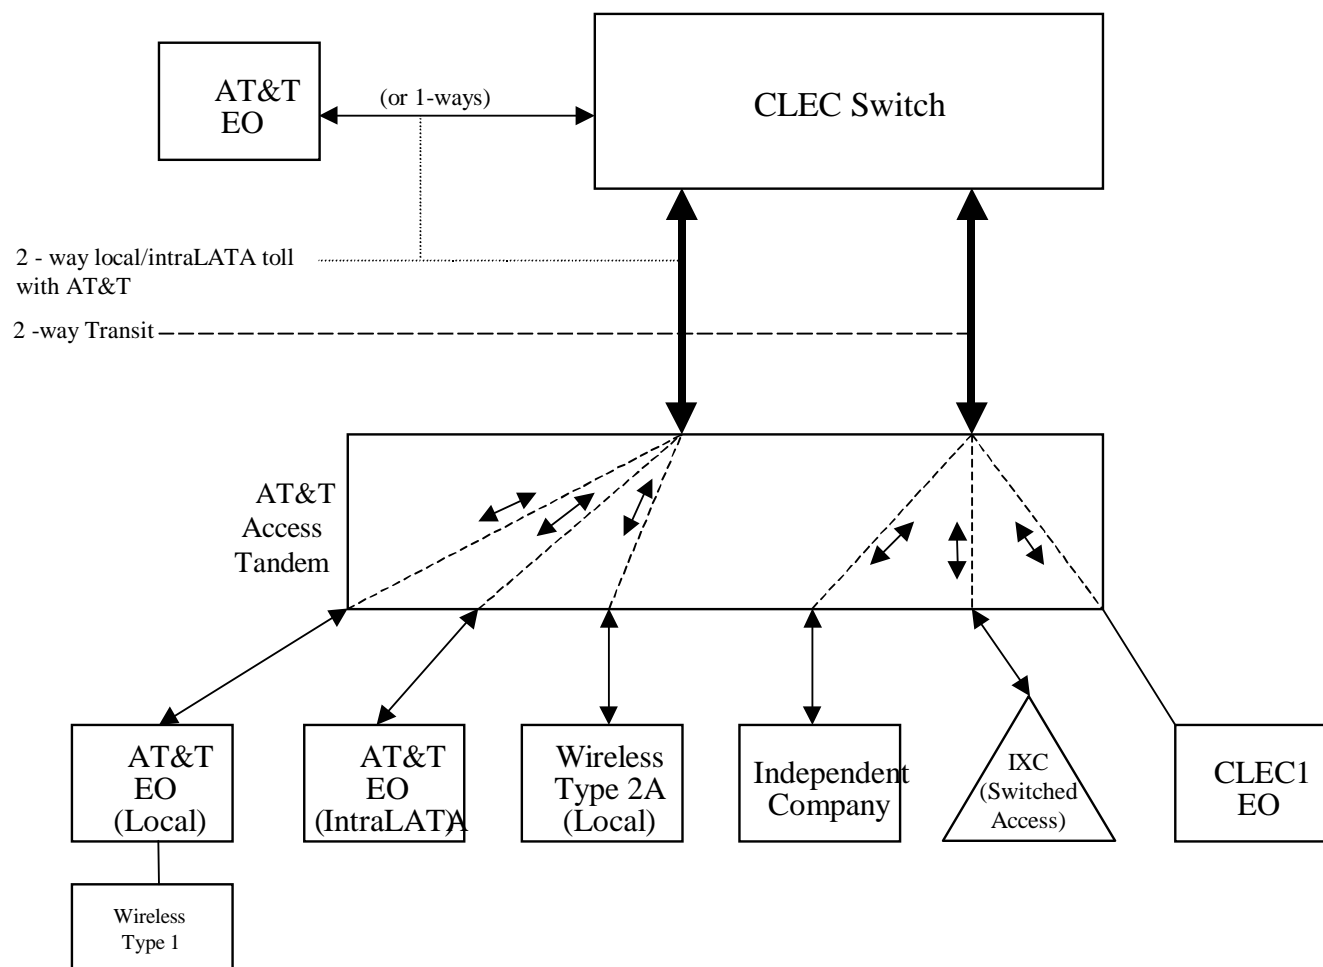 AT&T
EO
(or 1-ways)
CLEC Switch
2 - way local/intraLATA toll
with AT&T
2 -way Transit
AT&T
Access
Tandem
AT&T
EO
(Local)
AT&T
EO
(IntraLATA)
Wireless
Type 2A
(Local)
Independent
Company
IXC
(Switched
Access)
CLEC1
EO
Wireless
Type 1